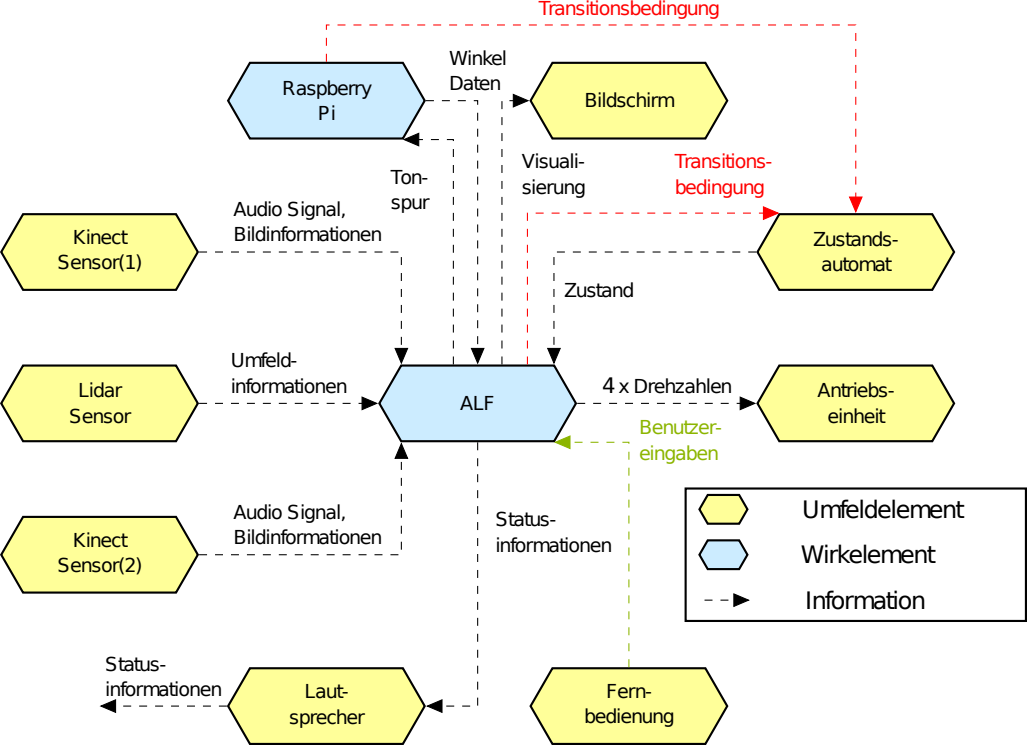 Transitionsbedingung
Raspberry
Pi
Winkel
Daten
Bildschirm
Ton-
spur
Visuali-
sierung
Transitions-
bedingung
Kinect
Sensor(1)
Audio Signal,
Bildinformationen
Zustands-
automat
Zustand
Lidar
Sensor
Umfeld-
informationen
ALF
4 x Drehzahlen
Antriebs-
einheit
Benutzer-
eingaben
Kinect
Sensor(2)
Audio Signal,
Bildinformationen
Status-
informationen
Umfeldelement
Wirkelement
Information
Status-
informationen
Laut-
sprecher
Fern-
bedienung